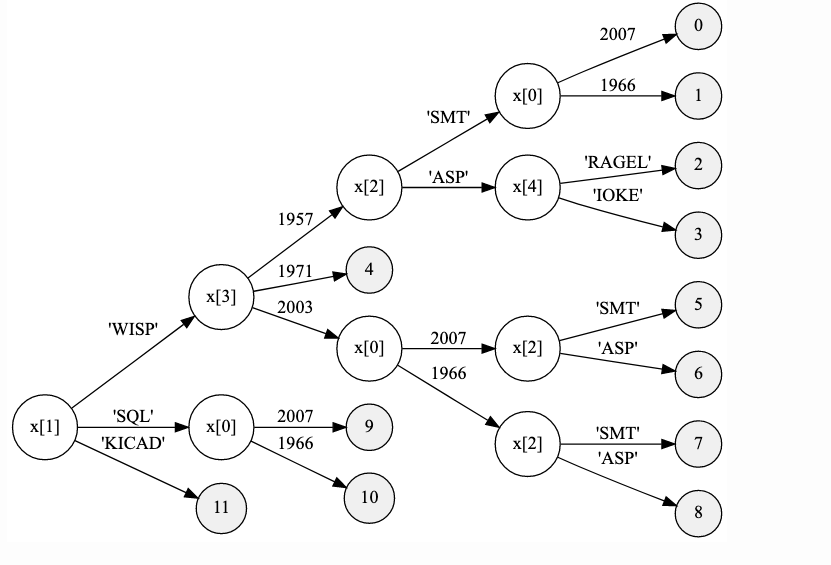 2007
0
x[0]
1966
1
'SMT'
'RAGEL'
2
x[2]
'ASP'
x[4]
'IOKE'
3
1957
1971
4
x[3]
2003
'SMT'
5
'WISP'
x[0]
2007
x[2]
'ASP'
6
1966
x[1]
'SQL'
x[0]
2007
9
'SMT'
7
'KICAD'
1966
x[2]
'ASP'
10
11
8